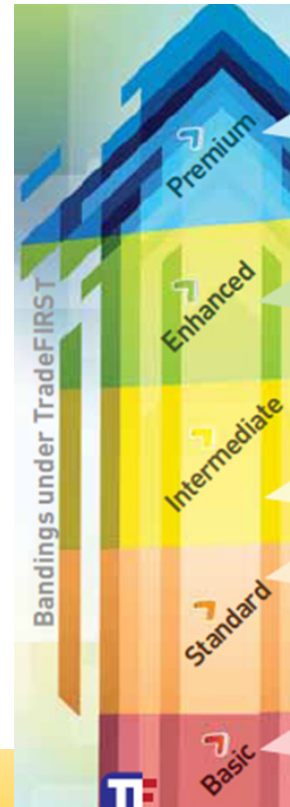 Bandings under TradeFIRST
Premium
Enhanced
Intermediate
Standard
Basic